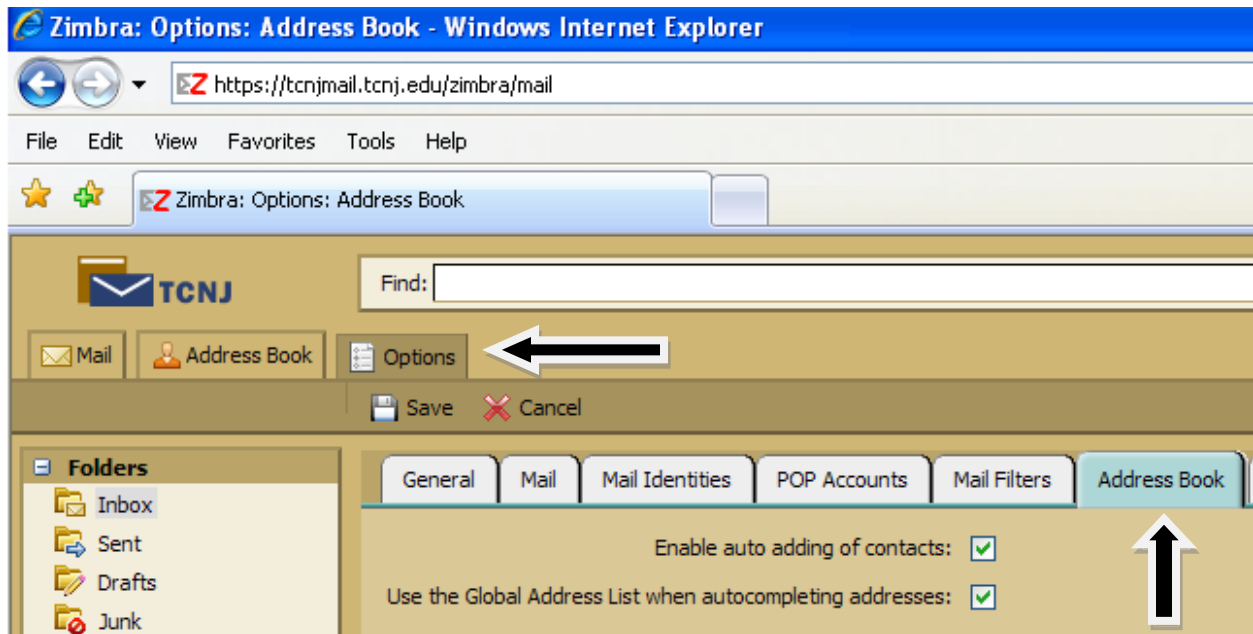 Zimbra: Options: Address Book - Windows Internet Explorer
Z https://tcnjmail.tcnj.edu/zimbra/mail
File Edit View Favorites Tools Help
Z Zimbra: Options: Address Book
TCNJ
Find:
Mail Address Book Options
Save Cancel
Folders
General Mail Mail Identities POP Accounts Mail Filters Address Book
Inbox
Sent
Enable auto adding of contacts:
Drafts
Use the Global Address List when autocompleting addresses:
Junk